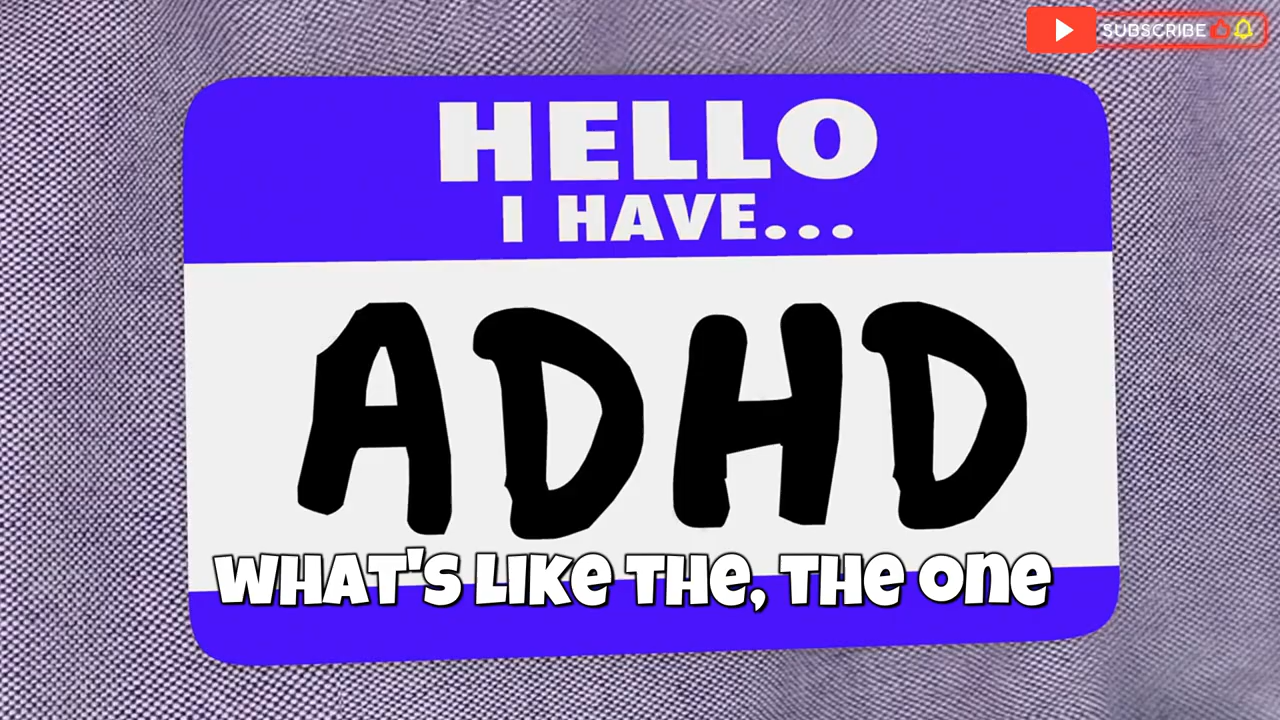 SUBSCRIBE
HELLO
I HAVE...
ADHD
WHAT'S LIKE THE, THE ONE